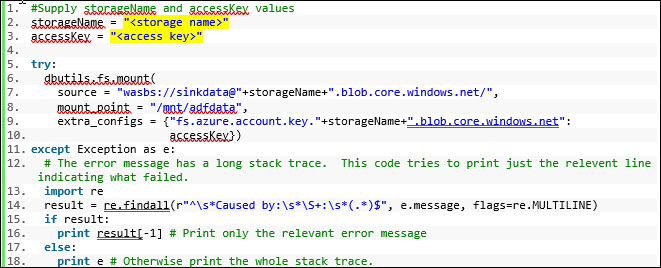 1. #Supply storageName and accessKey values
2. storageName = "<storage name>"
3. accessKey = "<access key>"
4.
5. try:
6. dbutils.fs.mount(
7. source = "wasbs://sinkdata@"+storageName+".blob.core.windows.net/",
8. mount_point = "/mnt/adfdata",
9. extra_configs = {"fs.azure.account.key."+storageName+".blob.core.windows.net":
10. accessKey})
11. except Exception as e:
12. # The error message has a long stack trace.  This code tries to print just the relevent line
indicating what failed.
13. import re
14. result = re.findall(r"^\s*Caused by:\s*\S+:\s*(.*)$", e.message, flags=re.MULTILINE)
15. if result:
16. print result[-1] # Print only the relevant error message
17. else:
18. print e # Otherwise print the whole stack trace.